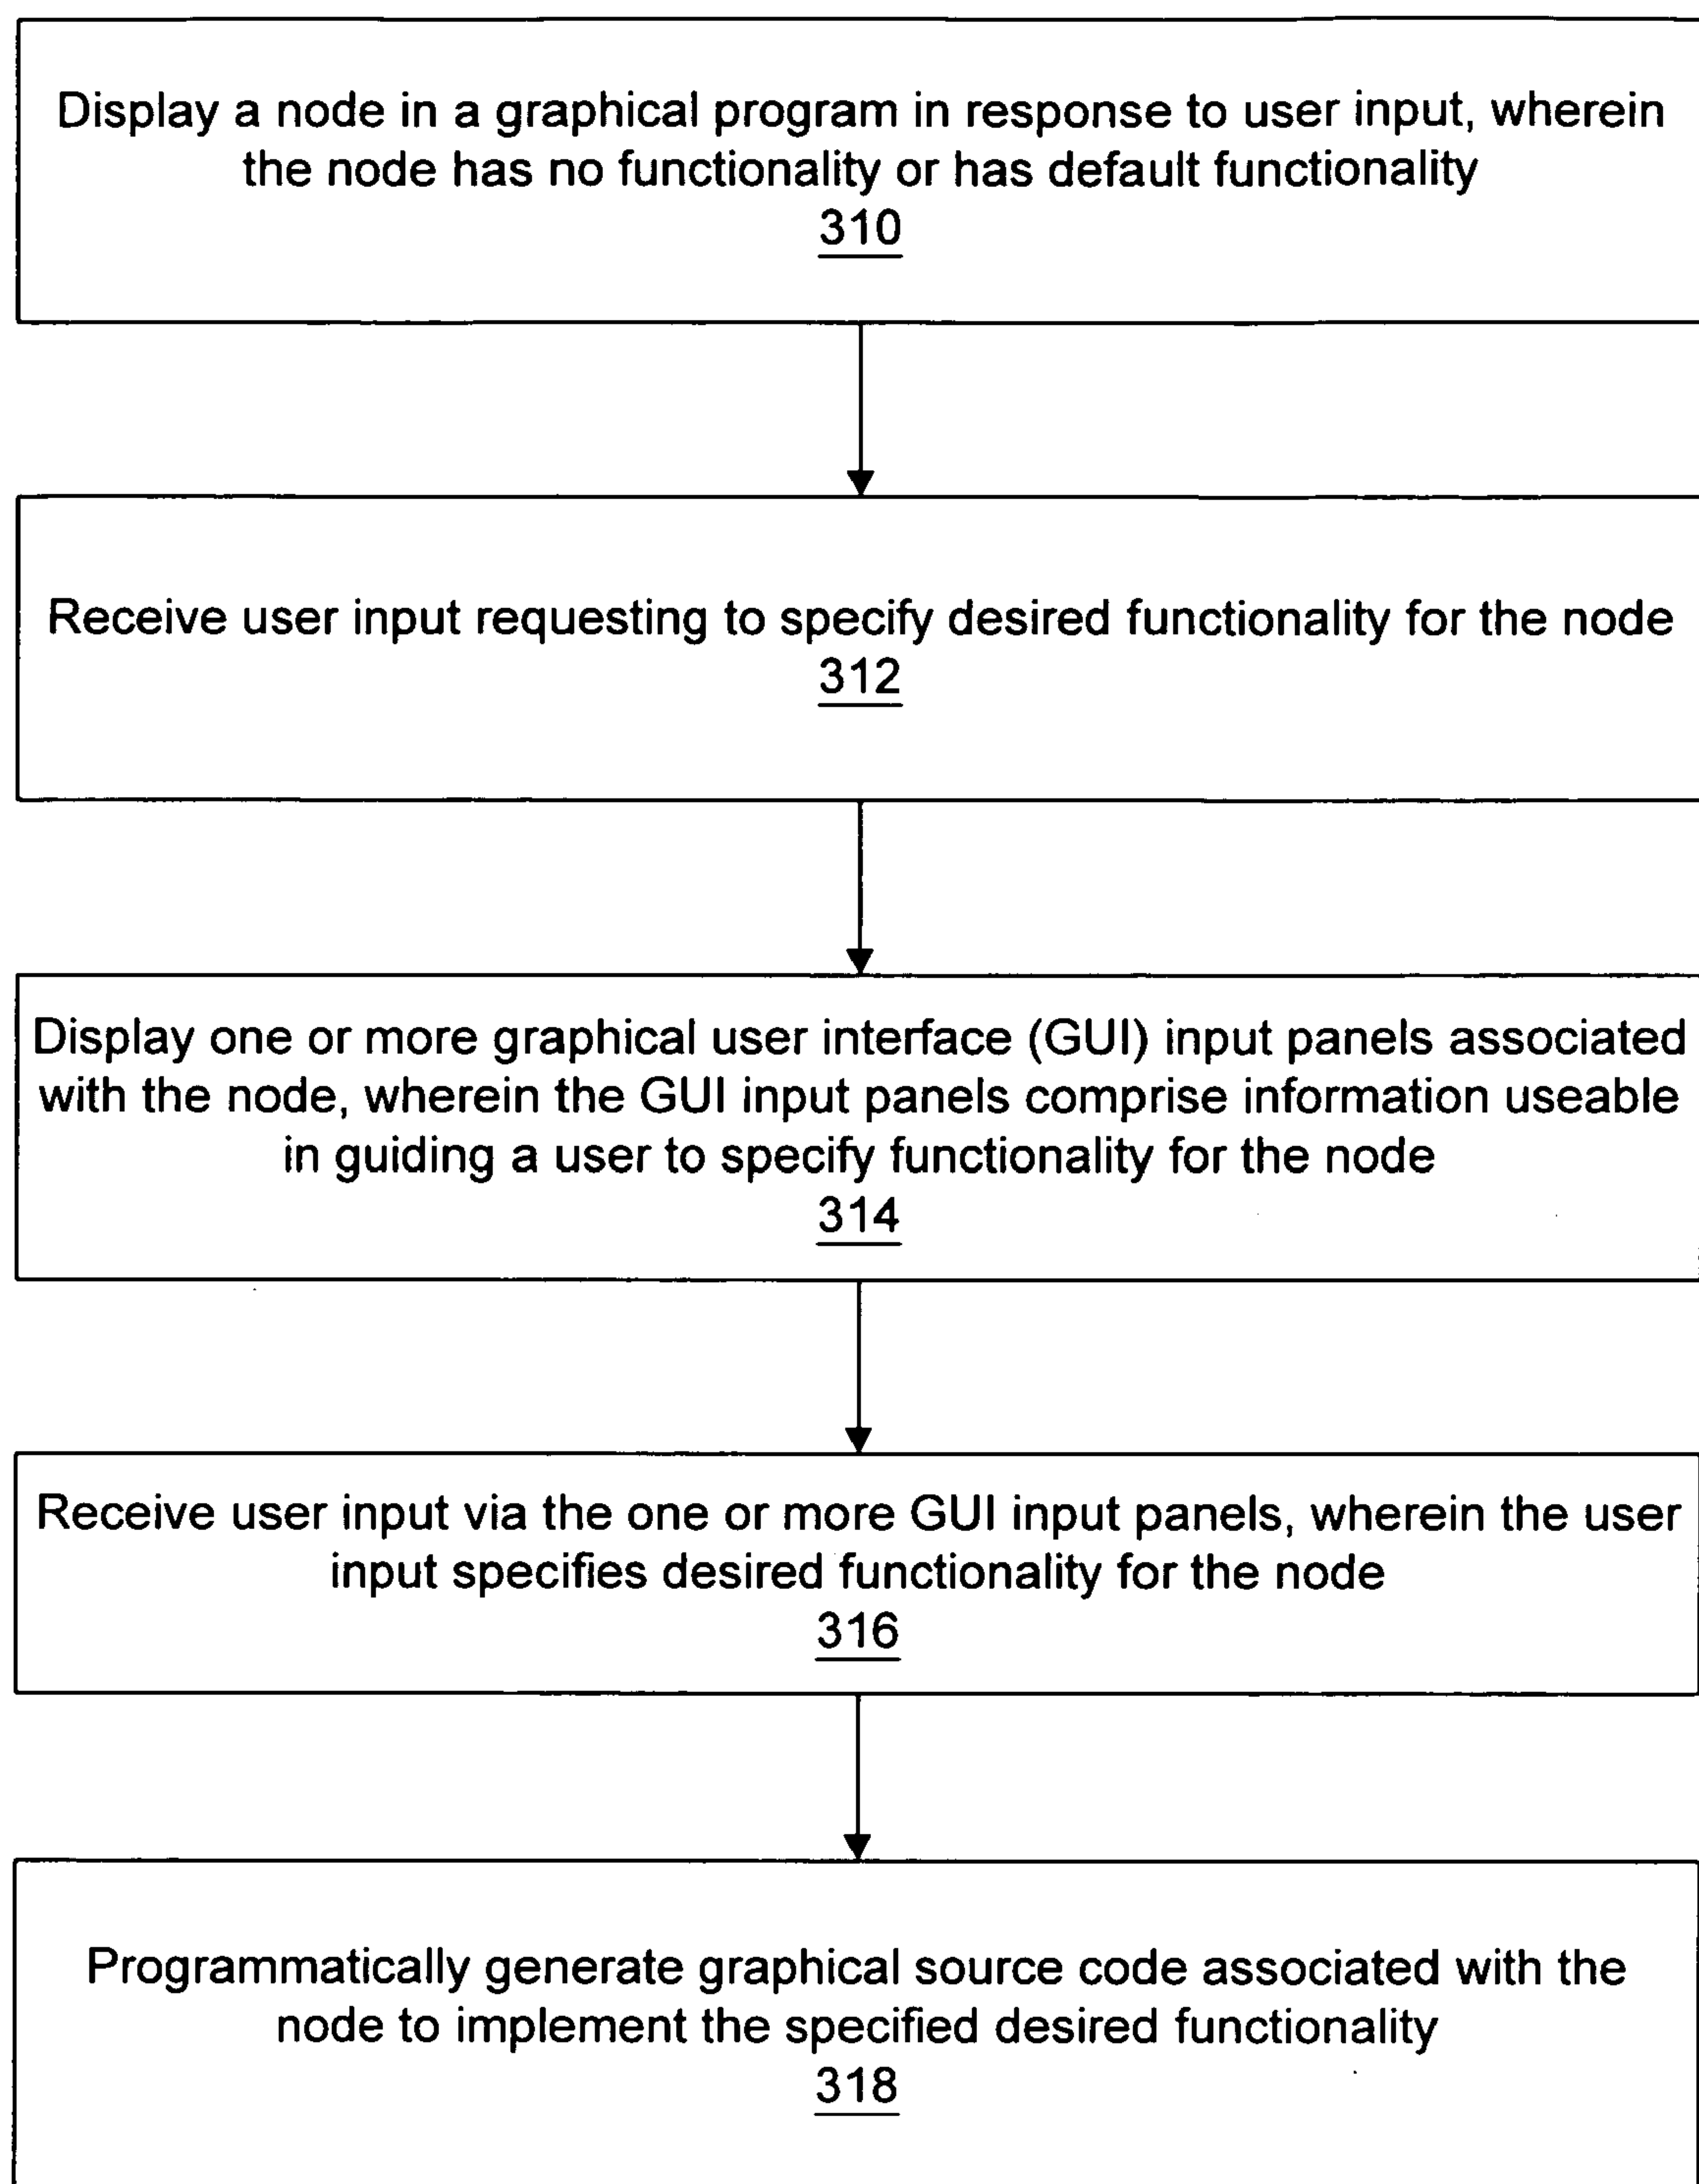 Display a node in a graphical program in response to user input, wherein
the node has no functionality or has default functionality
310
Receive user input requesting to specify desired functionality for the node
312
Display one or more graphical user interface (GUI) input panels associated
with the node, wherein the GUI input panels comprise information useable
in guiding a user to specify functionality for the node
314
Receive user input via the one or more GUI input panels, wherein the user
input specifies desired functionality for the node
316
Programmatically generate graphical source code associated with the
node to implement the specified desired functionality
318